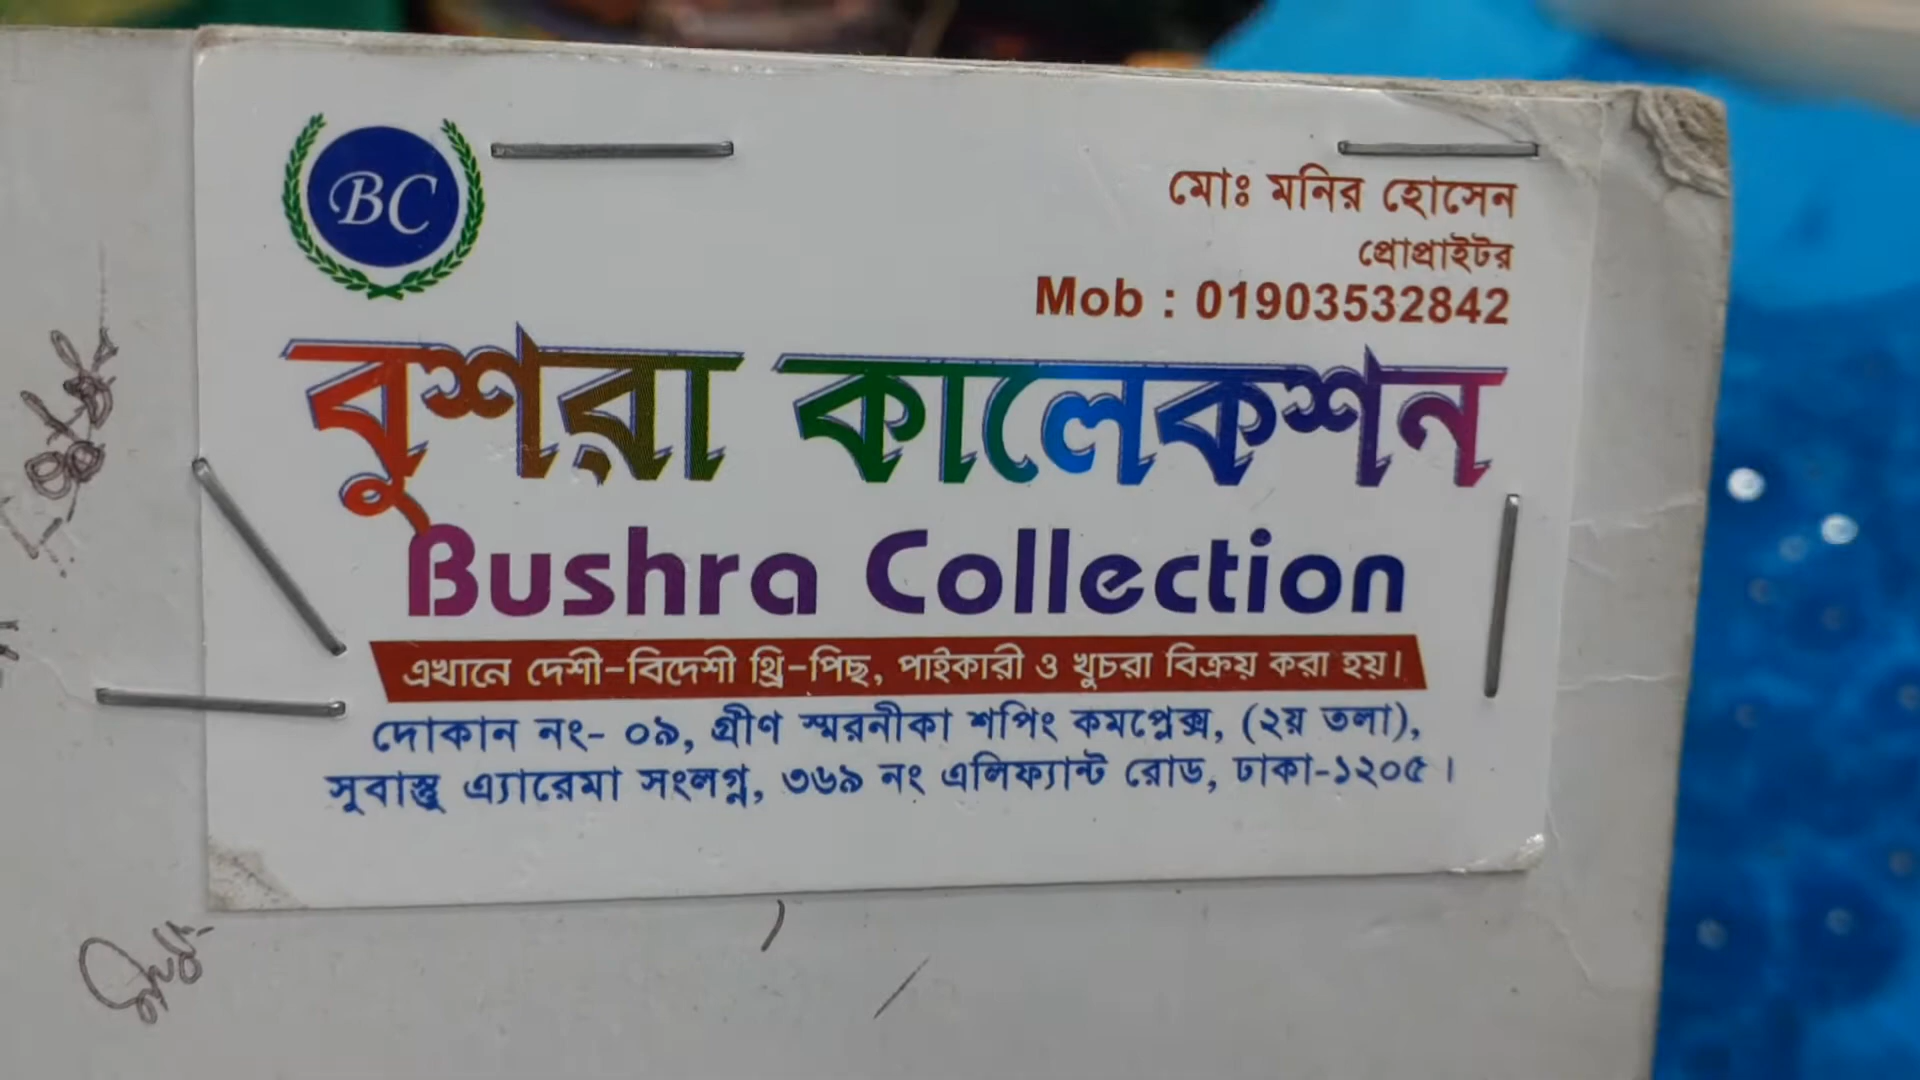 BC
মোঃ মনির হোসেন
প্রোপ্রাইটর
Mob : 01903532842
বুশরা কালেকশন
Bushra Collection
এখানে দেশী-বিদেশী থ্রি-পিছ, পাইকারী ও খুচরা বিক্রয় করা হয়।
দোকান নং- ০৯, গ্রীণ স্মরনীকা শপিং কমপ্লেক্স, (২য় তলা),
সুবাস্তু এ্যারেমা সংলগ্ন, ৩৬৯ নং এলিফ্যান্ট রোড, ঢাকা-১২০৫।